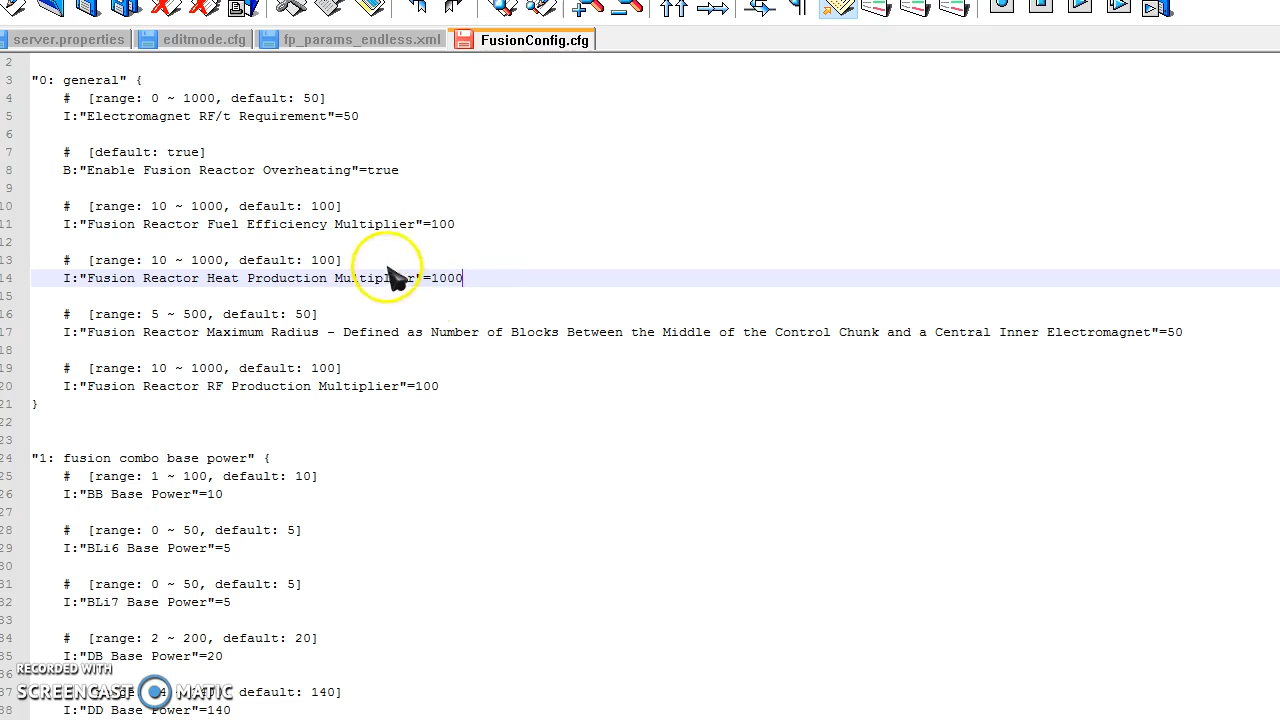 server.properties editmode.cfg fp_params_endless.xml FusionConfig.cfg
2
3 "0: general" {
4 # [range: 0 ~ 1000, default: 50]
5 I:"Electromagnet RF/t Requirement"=50
6
7 # [default: true]
8 B:"Enable Fusion Reactor Overheating"=true
9
10 # [range: 10 ~ 1000, default: 100]
11 I:"Fusion Reactor Fuel Efficiency Multiplier"=100
12
13 # [range: 10 ~ 1000, default: 100]
14 I:"Fusion Reactor Heat Production Multiplier"=1000
15
16 # [range: 5 ~ 500, default: 50]
17 I:"Fusion Reactor Maximum Radius - Defined as Number of Blocks Between the Middle of the Control Chunk and a Central Inner Electromagnet"=50
18
19 # [range: 10 ~ 1000, default: 100]
20 I:"Fusion Reactor RF Production Multiplier"=100
21 }
22
23
24 "1: fusion combo base power" {
25 # [range: 1 ~ 100, default: 10]
26 I:"BB Base Power"=10
27
28 # [range: 0 ~ 50, default: 5]
29 I:"BLi6 Base Power"=5
30
31 # [range: 0 ~ 50, default: 5]
32 I:"BLi7 Base Power"=5
33
34 # [range: 2 ~ 200, default: 20]
35 I:"DB Base Power"=20
36
37 default: 140]
38 I:"DD Base Power"=140
RECORDED WITH
SCREENCAST MATIC